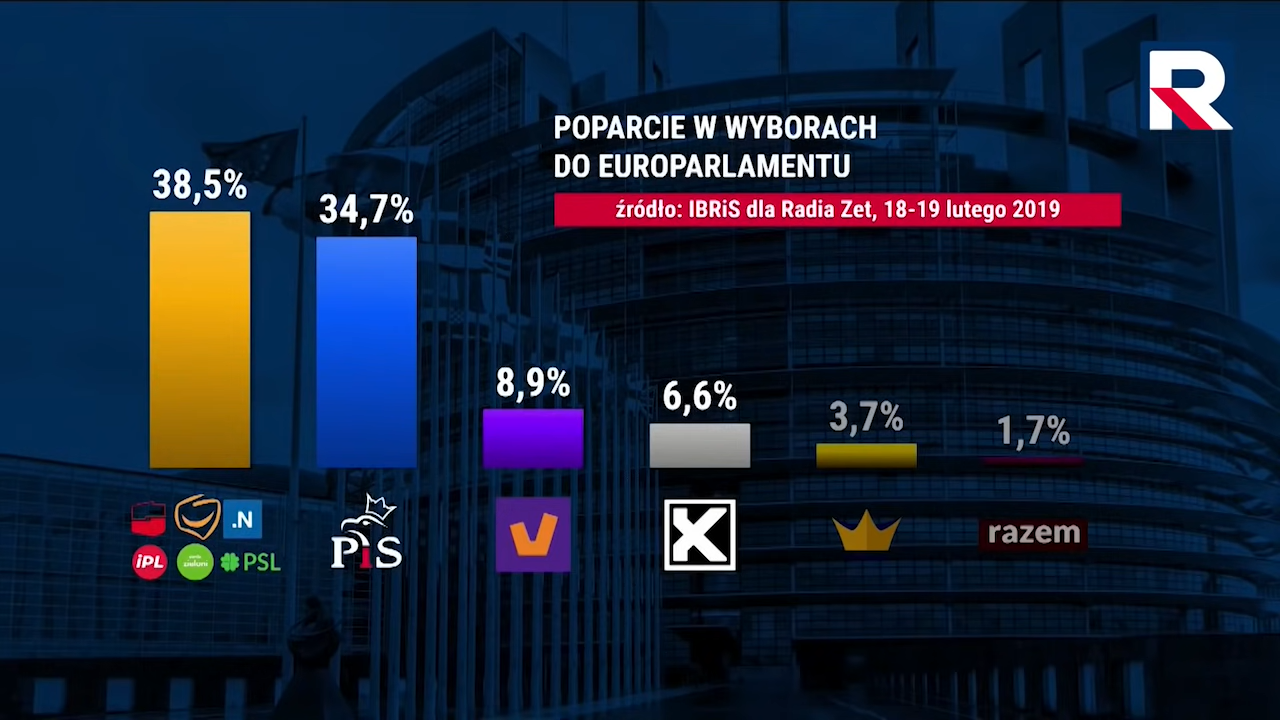 R
POPARCIE W WYBORACH
DO EUROPARLAMENTU
źródło: IBRiS dla Radia Zet, 18-19 lutego 2019
38,5%
34,7%
8,9%
6,6%
3,7%
1,7%
.N
iPL
zieloni
PSL
PiS
V
K
razem